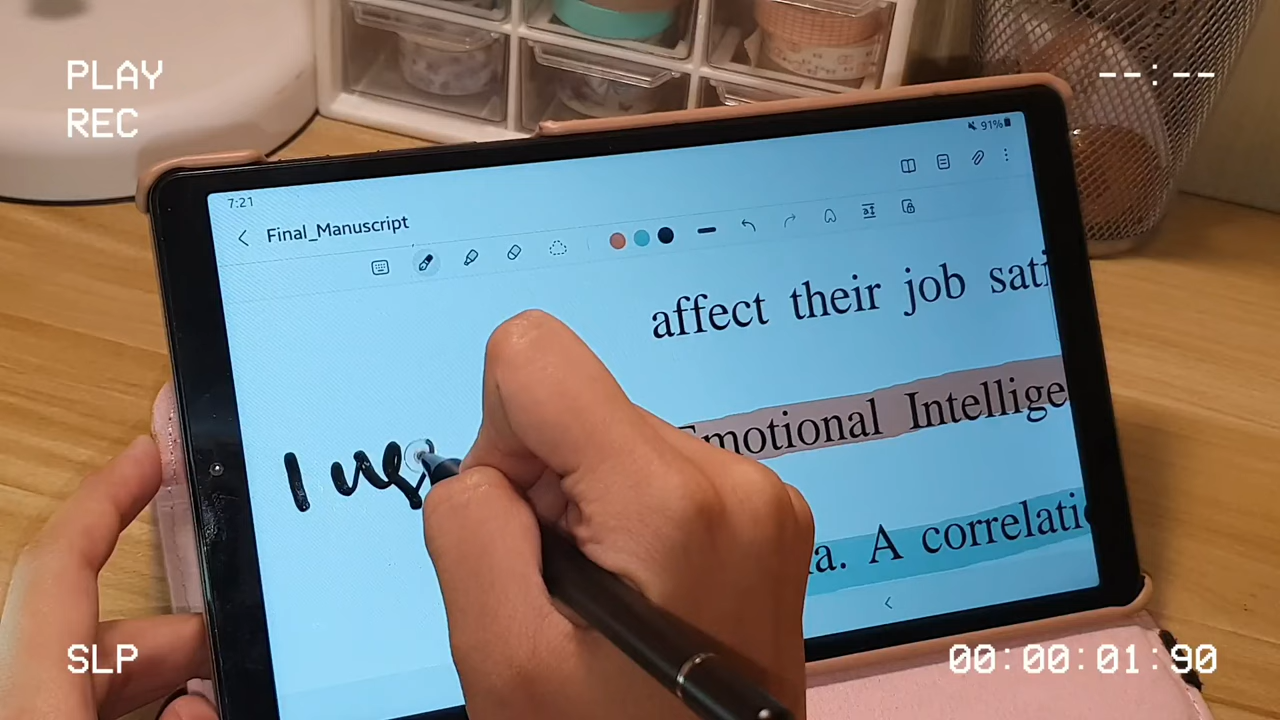 PLAY
REC
--:--
7:21
91%
Final_Manuscript
affect their job sati
Emotional Intellige
a. A correlati
I
SLP
00:00:01:90